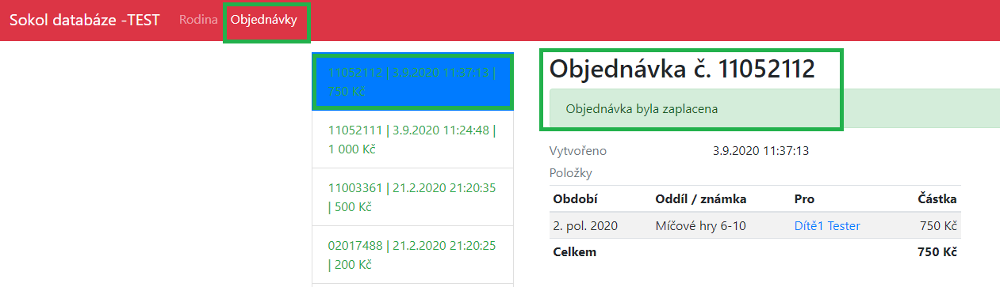 Sokol databáze -TEST Rodina Objednávky
11052112 | 3.9.2020 11:37:13 |
750 Kč
11052111 | 3.9.2020 11:24:48 |
1 000 Kč
11003361 | 21.2.2020 21:20:35
| 500 Kč
02017488 | 21.2.2020 21:20:25
| 200 Kč
Objednávka č. 11052112
Objednávka byla zaplacena
Vytvořeno 3.9.2020 11:37:13
Položky
Období Oddíl / známka Pro Částka
2. pol. 2020 Míčové hry 6-10 Dítě1 Tester 750 Kč
Celkem 750 Kč